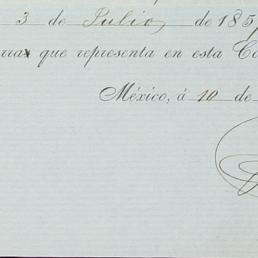 3 de Julio de 185
que representa en esta
México, á 10 de